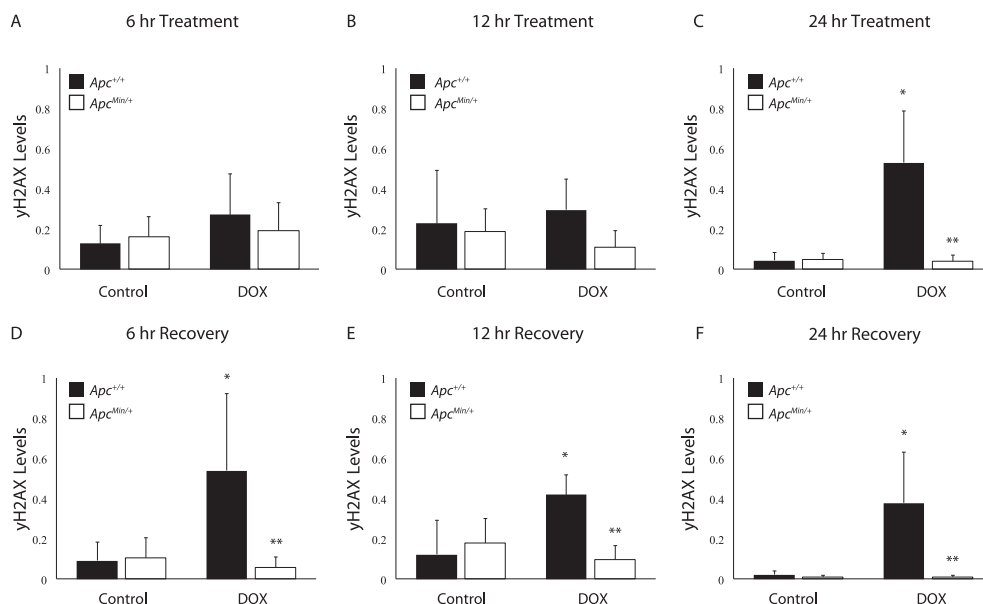 A 6 hr Treatment
1
Apc+/+
ApcMin/+
0.8
0.6
0.4
0.2
0
yH2AX Levels
Control DOX
B 12 hr Treatment
1
Apc+/+
ApcMin/+
0.8
0.6
0.4
0.2
0
yH2AX Levels
Control DOX
C 24 hr Treatment
1
Apc+/+
ApcMin/+
0.8
0.6
0.4
0.2
0
yH2AX Levels
*
**
Control DOX
D 6 hr Recovery
1
Apc+/+
ApcMin/+
0.8
0.6
0.4
0.2
0
yH2AX Levels
*
**
Control DOX
E 12 hr Recovery
1
Apc+/+
ApcMin/+
0.8
0.6
0.4
0.2
0
yH2AX Levels
*
**
Control DOX
F 24 hr Recovery
1
Apc+/+
ApcMin/+
0.8
0.6
0.4
0.2
0
yH2AX Levels
*
**
Control DOX